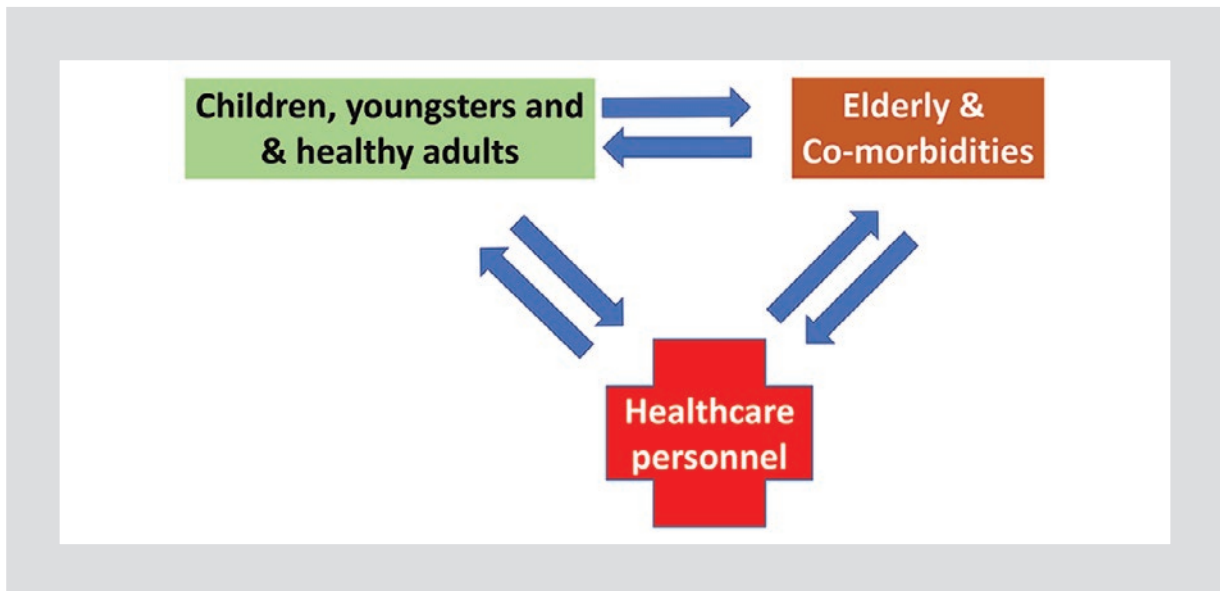 Children, youngsters and
& healthy adults
Elderly &
Co-morbidities
Healthcare
personnel